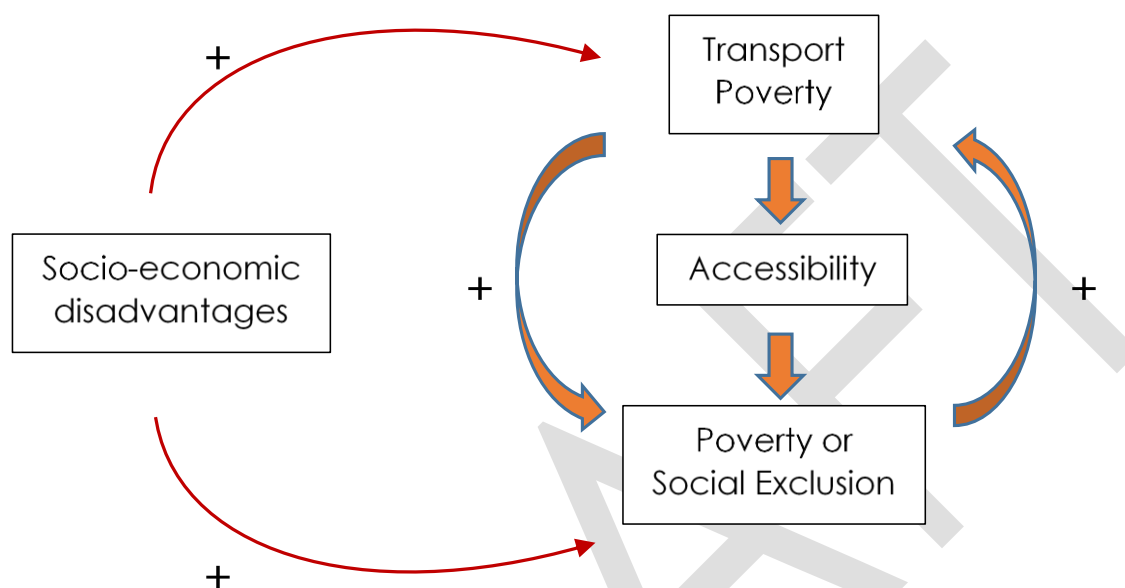 +
Transport
Poverty
Socio-economic
disadvantages
+
Accessibility
+
Poverty or
Social Exclusion
+